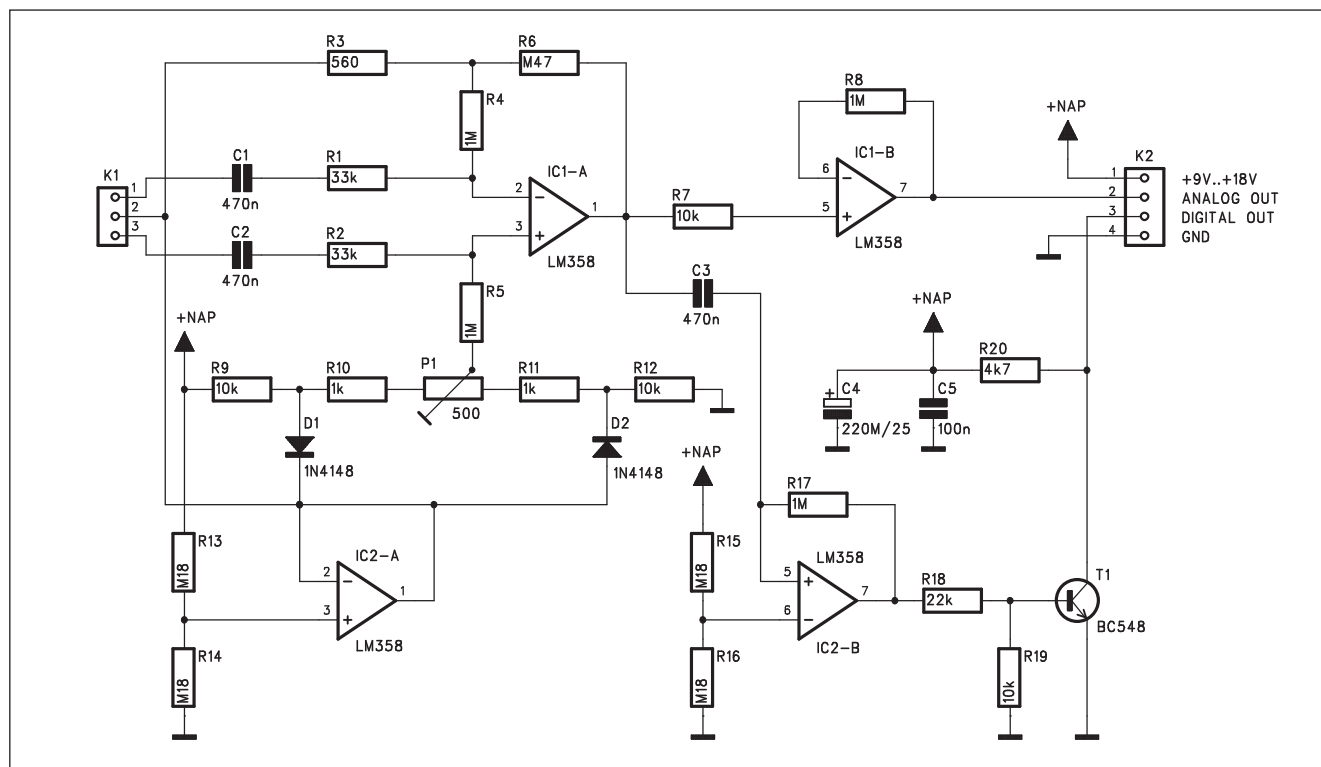 R3
560
R6
M47
R4
1M
R8
1M
+NAP
K1
1
2
3
C1
470n
R1
33k
IC1-A
2
3
1
LM358
C2
470n
R2
33k
R7
10k
IC1-B
6
5
7
LM358
K2
1
2
3
4
+9V..+18V
ANALOG OUT
DIGITAL OUT
GND
R5
1M
C3
470n
+NAP
R9
10k
R10
1k
P1
500
R11
1k
R12
10k
+NAP
R20
4k7
+
C4
220M/25
C5
100n
D1
1N4148
D2
1N4148
+NAP
R17
1M
R13
M18
IC2-A
2
3
1
LM358
R14
M18
R15
M18
LM358
5
6
7
IC2-B
R16
M18
R18
22k
T1
BC548
R19
10k